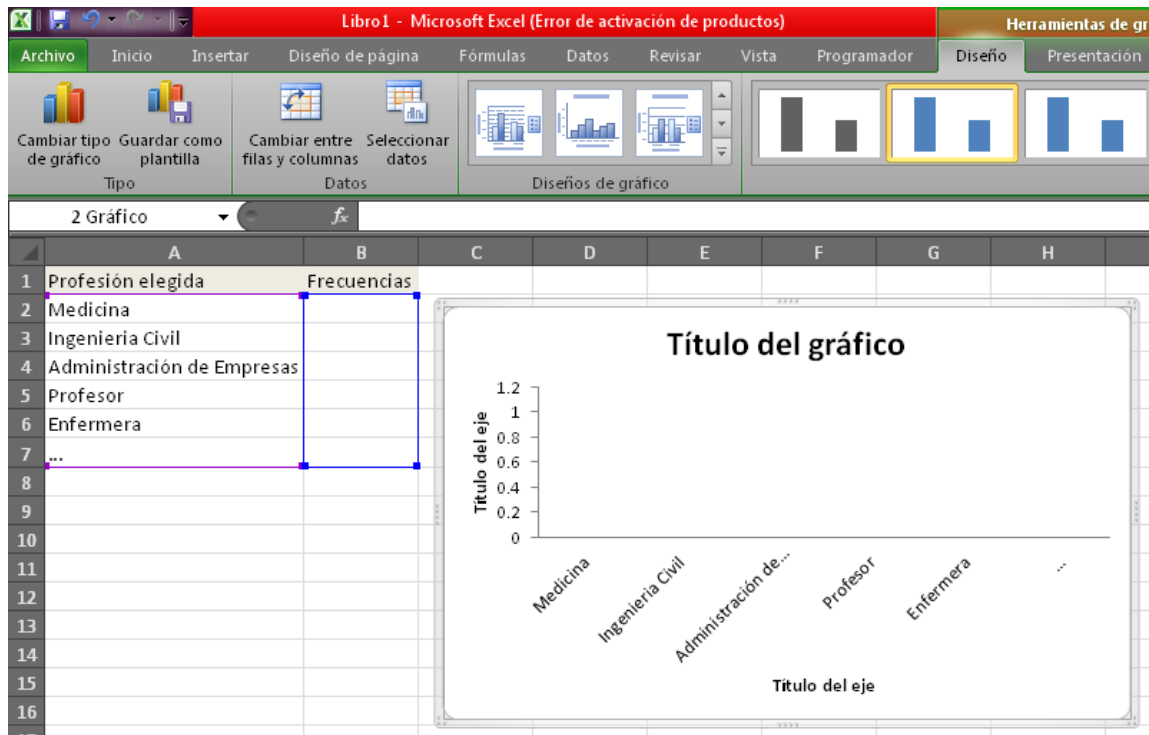 Libro1 - Microsoft Excel (Error de activación de productos)
Herramientas de gr
Archivo Inicio Insertar Diseño de página Fórmulas Datos Revisar Vista Programador Diseño Presentación
Cambiar tipo de gráfico
Guardar como plantilla
Cambiar entre filas y columnas
Seleccionar datos
Tipo Datos Diseños de gráfico
2 Gráfico fx
A B C D E F G H
1 Profesión elegida Frecuencias
2 Medicina
3 Ingenieria Civil
4 Administración de Empresas
5 Profesor
6 Enfermera
7 ...
8
9
10
11
12
13
14
15
16
Título del gráfico
Título del eje
1.2
1
0.8
0.6
0.4
0.2
0
Medicina
Ingenieria Civil
Administración de...
Profesor
Enfermera
...
Título del eje